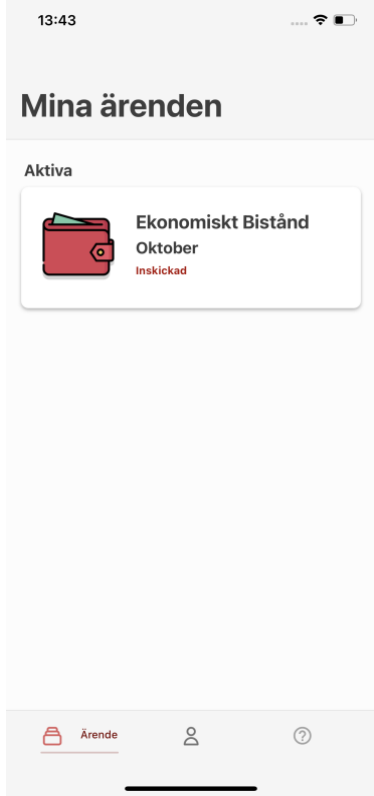 13:43
Mina ärenden
Aktiva
Ekonomiskt Bistånd
Oktober
Inskickad
Ärende
?